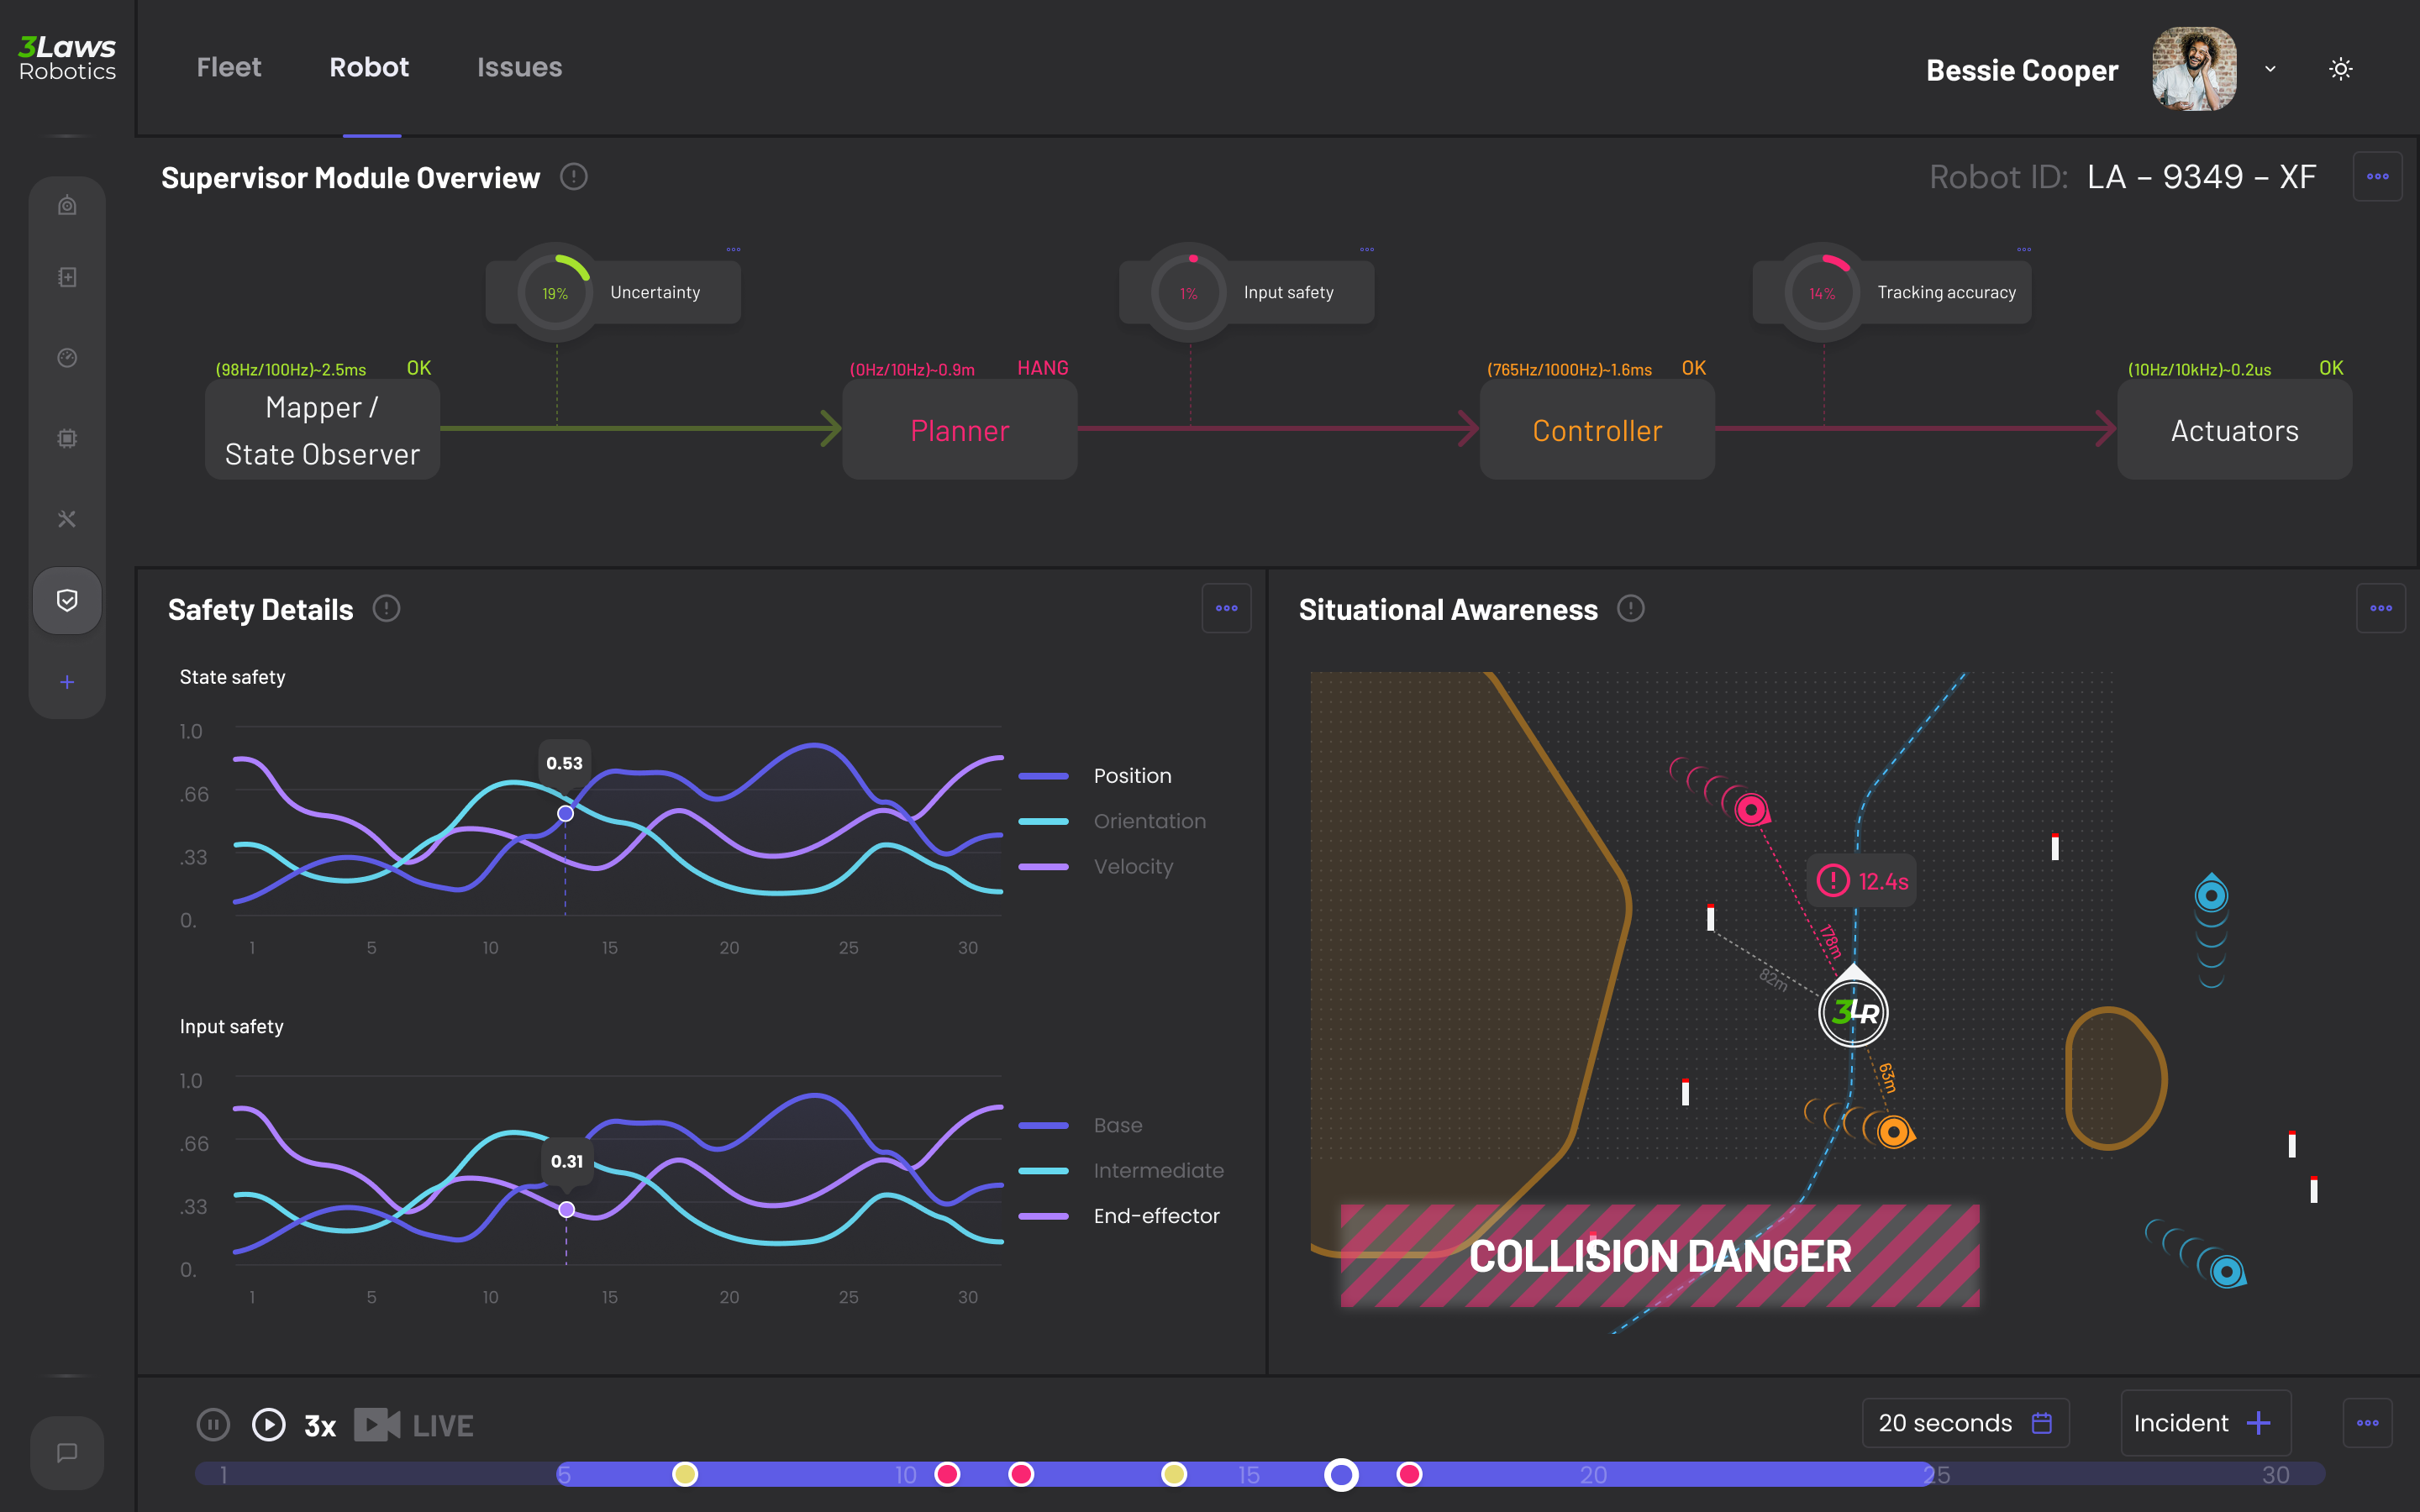 3Laws
Robotics
Fleet
Robot
Issues
Bessie Cooper
Supervisor Module Overview
Robot ID: LA - 9349 - XF
19%
Uncertainty
1%
Input safety
14%
Tracking accuracy
(98Hz/100Hz)~2.5ms OK
(0Hz/10Hz)~0.9m HANG
(765Hz/1000Hz)~1.6ms OK
(10Hz/10kHz)~0.2us OK
Mapper /
State Observer
Planner
Controller
Actuators
Safety Details
State safety
1.0
.66
.33
0.
0.53
1 5 10 15 20 25 30
Position
Orientation
Velocity
Input safety
1.0
.66
.33
0.
0.31
1 5 10 15 20 25 30
Base
Intermediate
End-effector
Situational Awareness
12.4s
178m
82m
3LR
63m
COLLISION DANGER
3x
LIVE
20 seconds
Incident
1 5 10 15 20 25 30